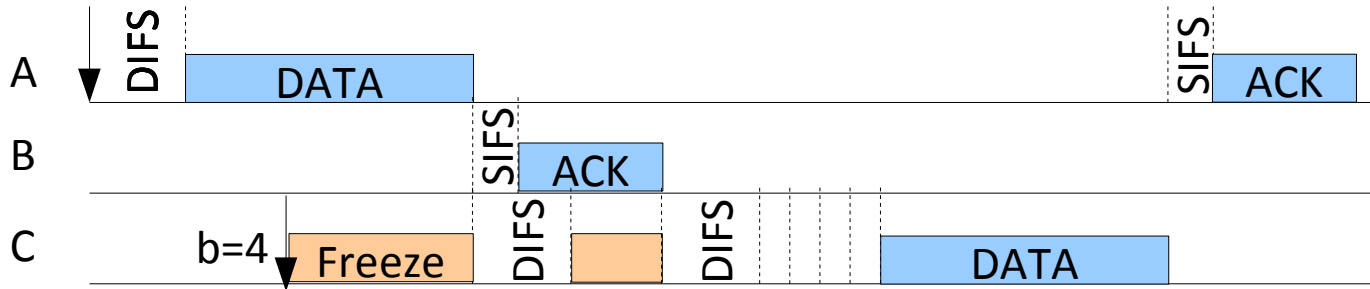 A DIFS DATA SIFS ACK
B SIFS ACK
C b=4 Freeze DIFS DIFS DATA